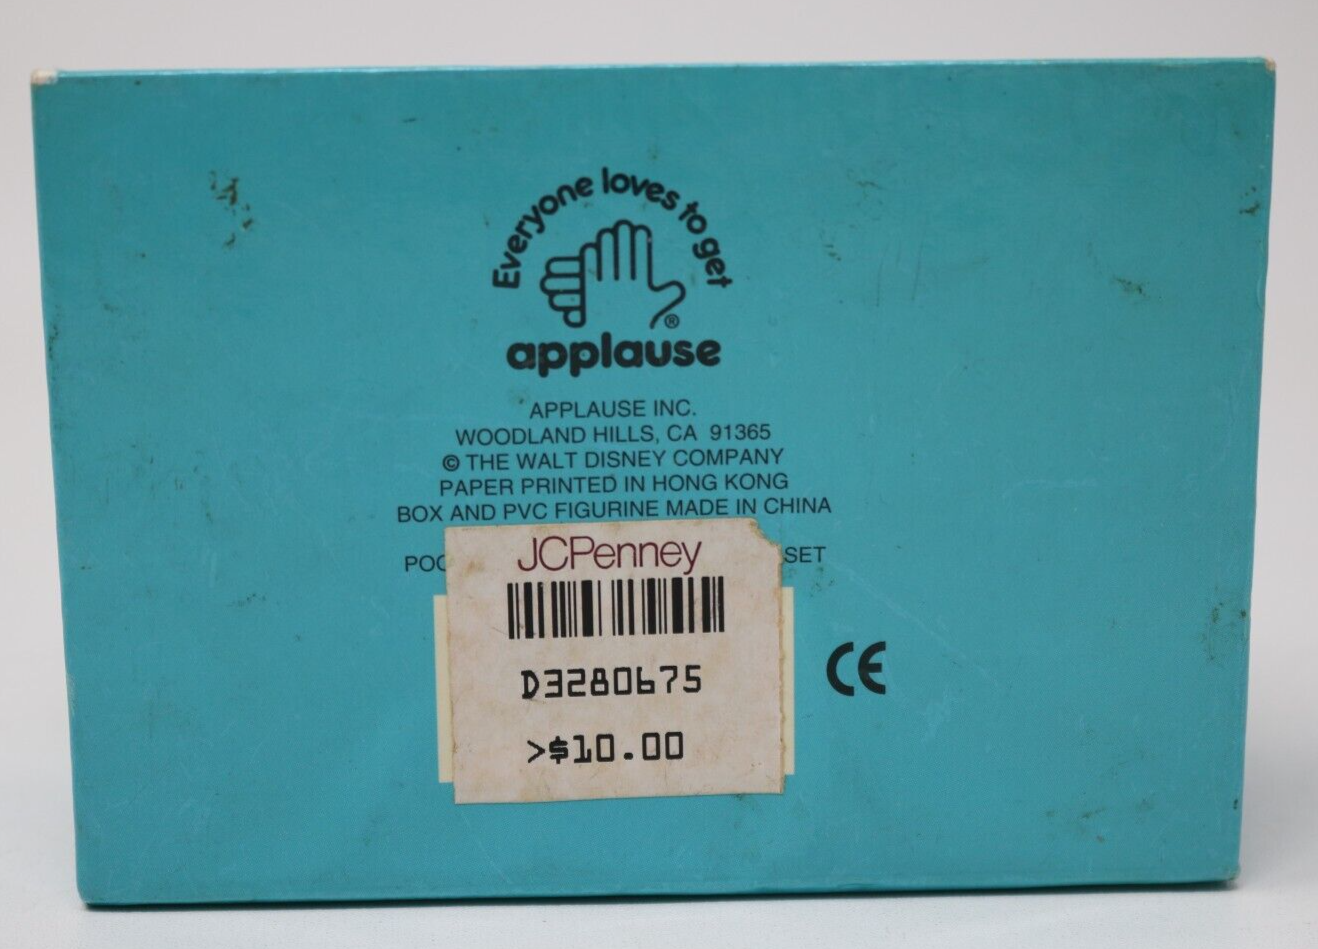 Everyone loves to get
®
applause
APPLAUSE INC.
WOODLAND HILLS, CA 91365
© THE WALT DISNEY COMPANY
PAPER PRINTED IN HONG KONG
BOX AND PVC FIGURINE MADE IN CHINA
SET
JCPenney
D3280675
>$10.00
CE